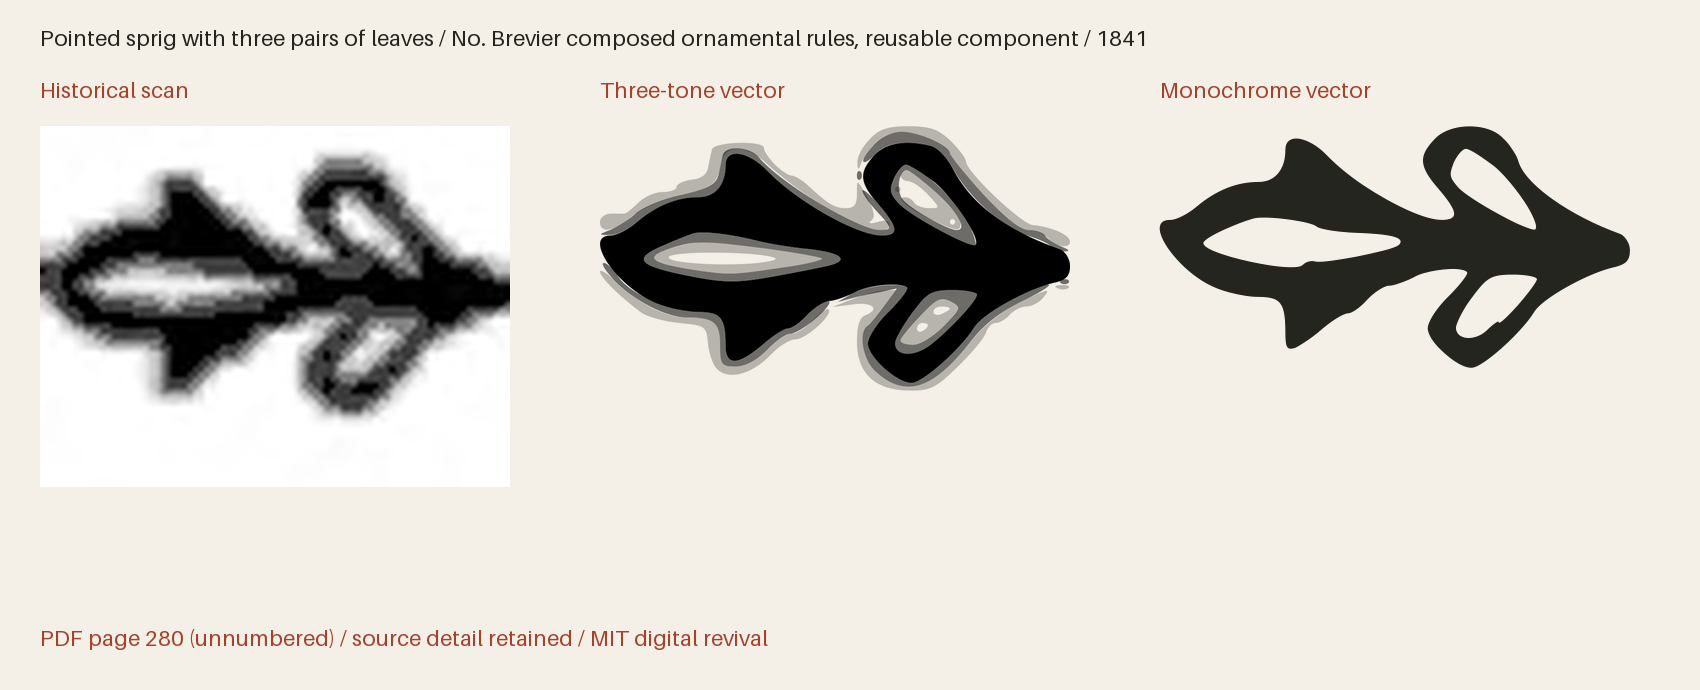 Pointed sprig with three pairs of leaves / No. Brevier composed ornamental rules, reusable component / 1841
Historical scan
Three-tone vector
Monochrome vector
PDF page 280 (unnumbered) / source detail retained / MIT digital revival